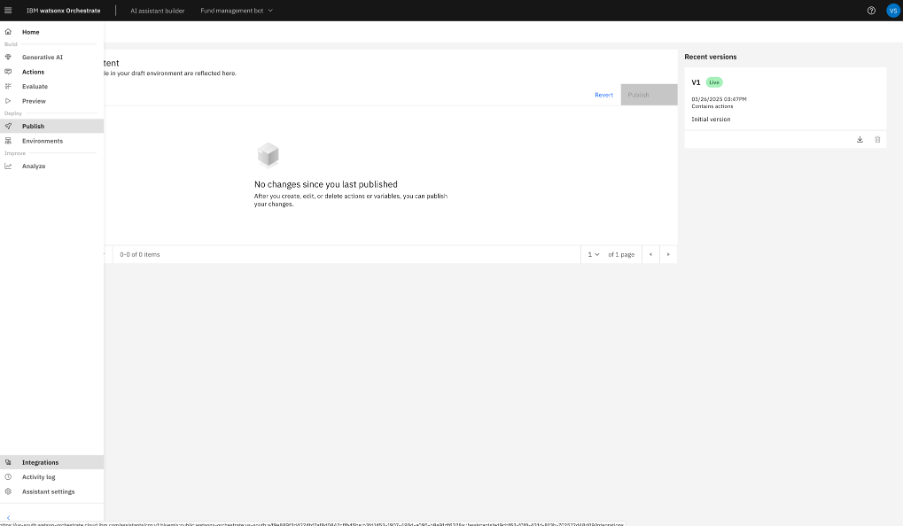 IBM watsonx Orchestrate
AI assistant builder
Fund management bot
VS
Home
Build
Generative AI
Actions
Evaluate
Preview
Deploy
Publish
Environments
Improve
Analyze
tent
le in your draft environment are reflected here.
Revert
Publish
No changes since you last published
After you create, edit, or delete actions or variables, you can publish
your changes.
0-0 of 0 items
1
of 1 page
Recent versions
V1 Live
03/26/2025 03:47PM
Contains actions
Initial version
Integrations
Activity log
Assistant settings